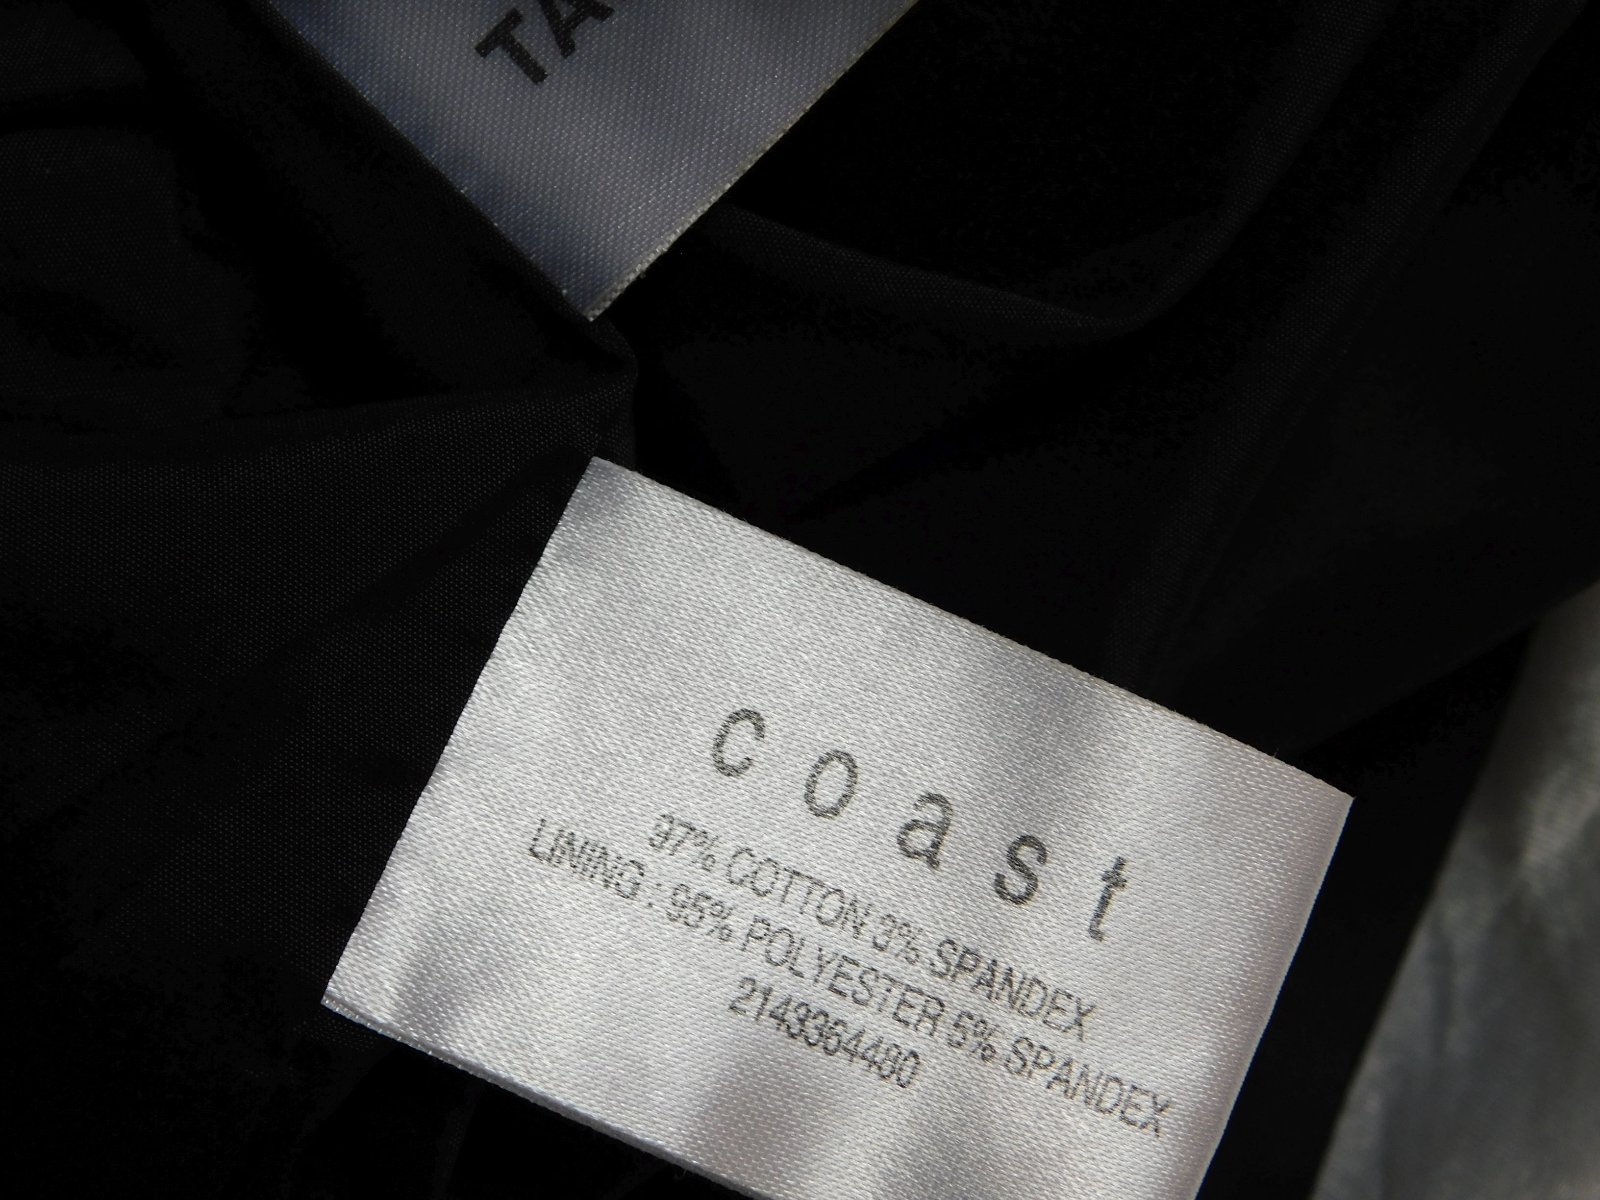 TA
coast
97% COTTON 3% SPANDEX
LINING : 95% POLYESTER 5% SPANDEX
2143364480